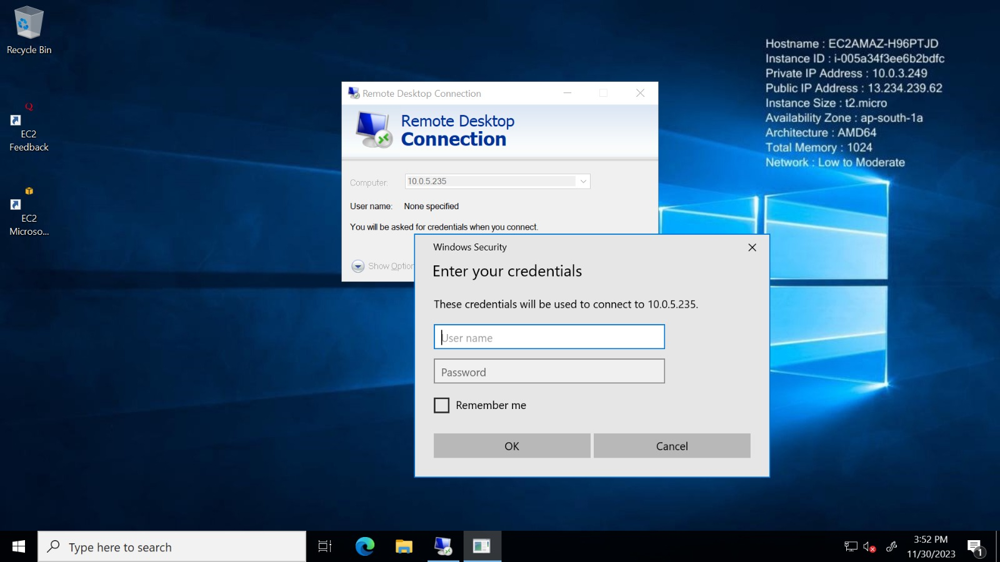 Recycle Bin
Q
EC2
Feedback
EC2
Microso...
Hostname : EC2AMAZ-H96PTJD
Instance ID : i-005a34f3ee6b2bdfc
Private IP Address : 10.0.3.249
Public IP Address : 13.234.239.62
Instance Size : t2.micro
Availability Zone : ap-south-1a
Architecture : AMD64
Total Memory : 1024
Network : Low to Moderate
Remote Desktop Connection
Remote Desktop
Connection
Computer:
10.0.5.235
User name: None specified
You will be asked for credentials when you connect.
Show Option
Windows Security
Enter your credentials
These credentials will be used to connect to 10.0.5.235.
User name
Password
Remember me
OK
Cancel
Type here to search
3:52 PM
11/30/2023
1